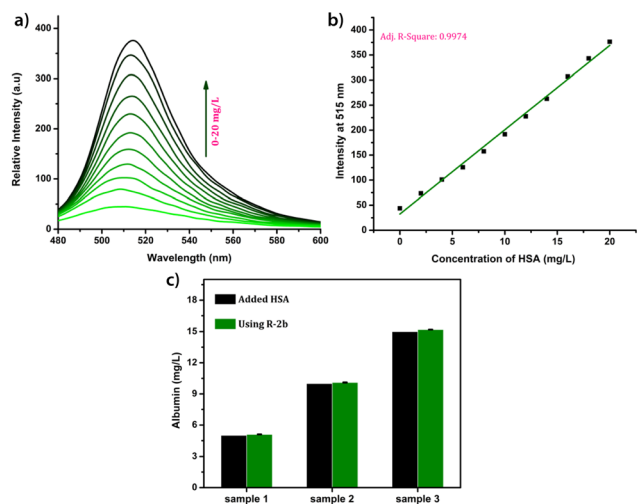 a)
Relative Intensity (a.u)
400
300
200
100
0
0-20 mg/L
480 500 520 540 560 580 600
Wavelength (nm)
b)
Adj. R-Square: 0.9974
Intensity at 515 nm
400
350
300
250
200
150
100
50
0
0 5 10 15 20
Concentration of HSA (mg/L)
c)
Added HSA
Using R-2b
Albumin (mg/L)
18
15
12
9
6
3
0
sample 1 sample 2 sample 3